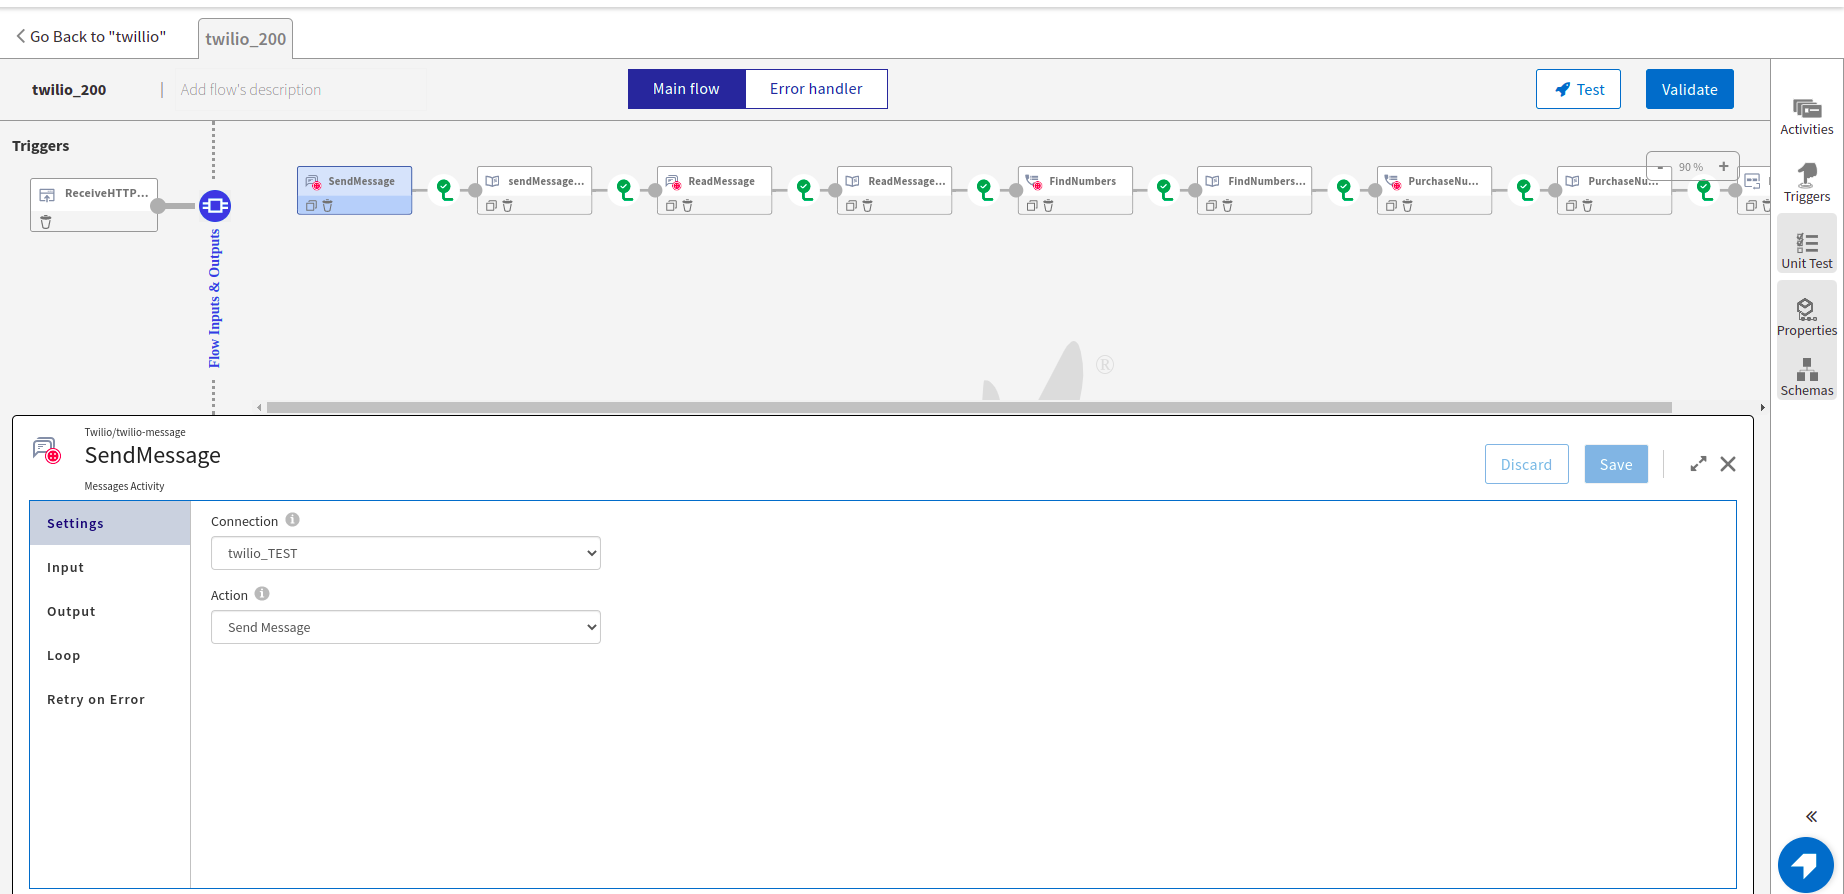 Go Back to "twillio"
twilio_200
twilio_200
Add flow's description
Main flow
Error handler
Test
Validate
Triggers
ReceiveHTTP...
Flow Inputs & Outputs
SendMessage
sendMessage...
ReadMessage
ReadMessage...
FindNumbers
FindNumbers...
PurchaseNu...
PurchaseNu...
- 90 % +
®
Activities
Triggers
Unit Test
Properties
Schemas
Twilio/twilio-message
SendMessage
Messages Activity
Discard
Save
Settings
Input
Output
Loop
Retry on Error
Connection
twilio_TEST
Action
Send Message